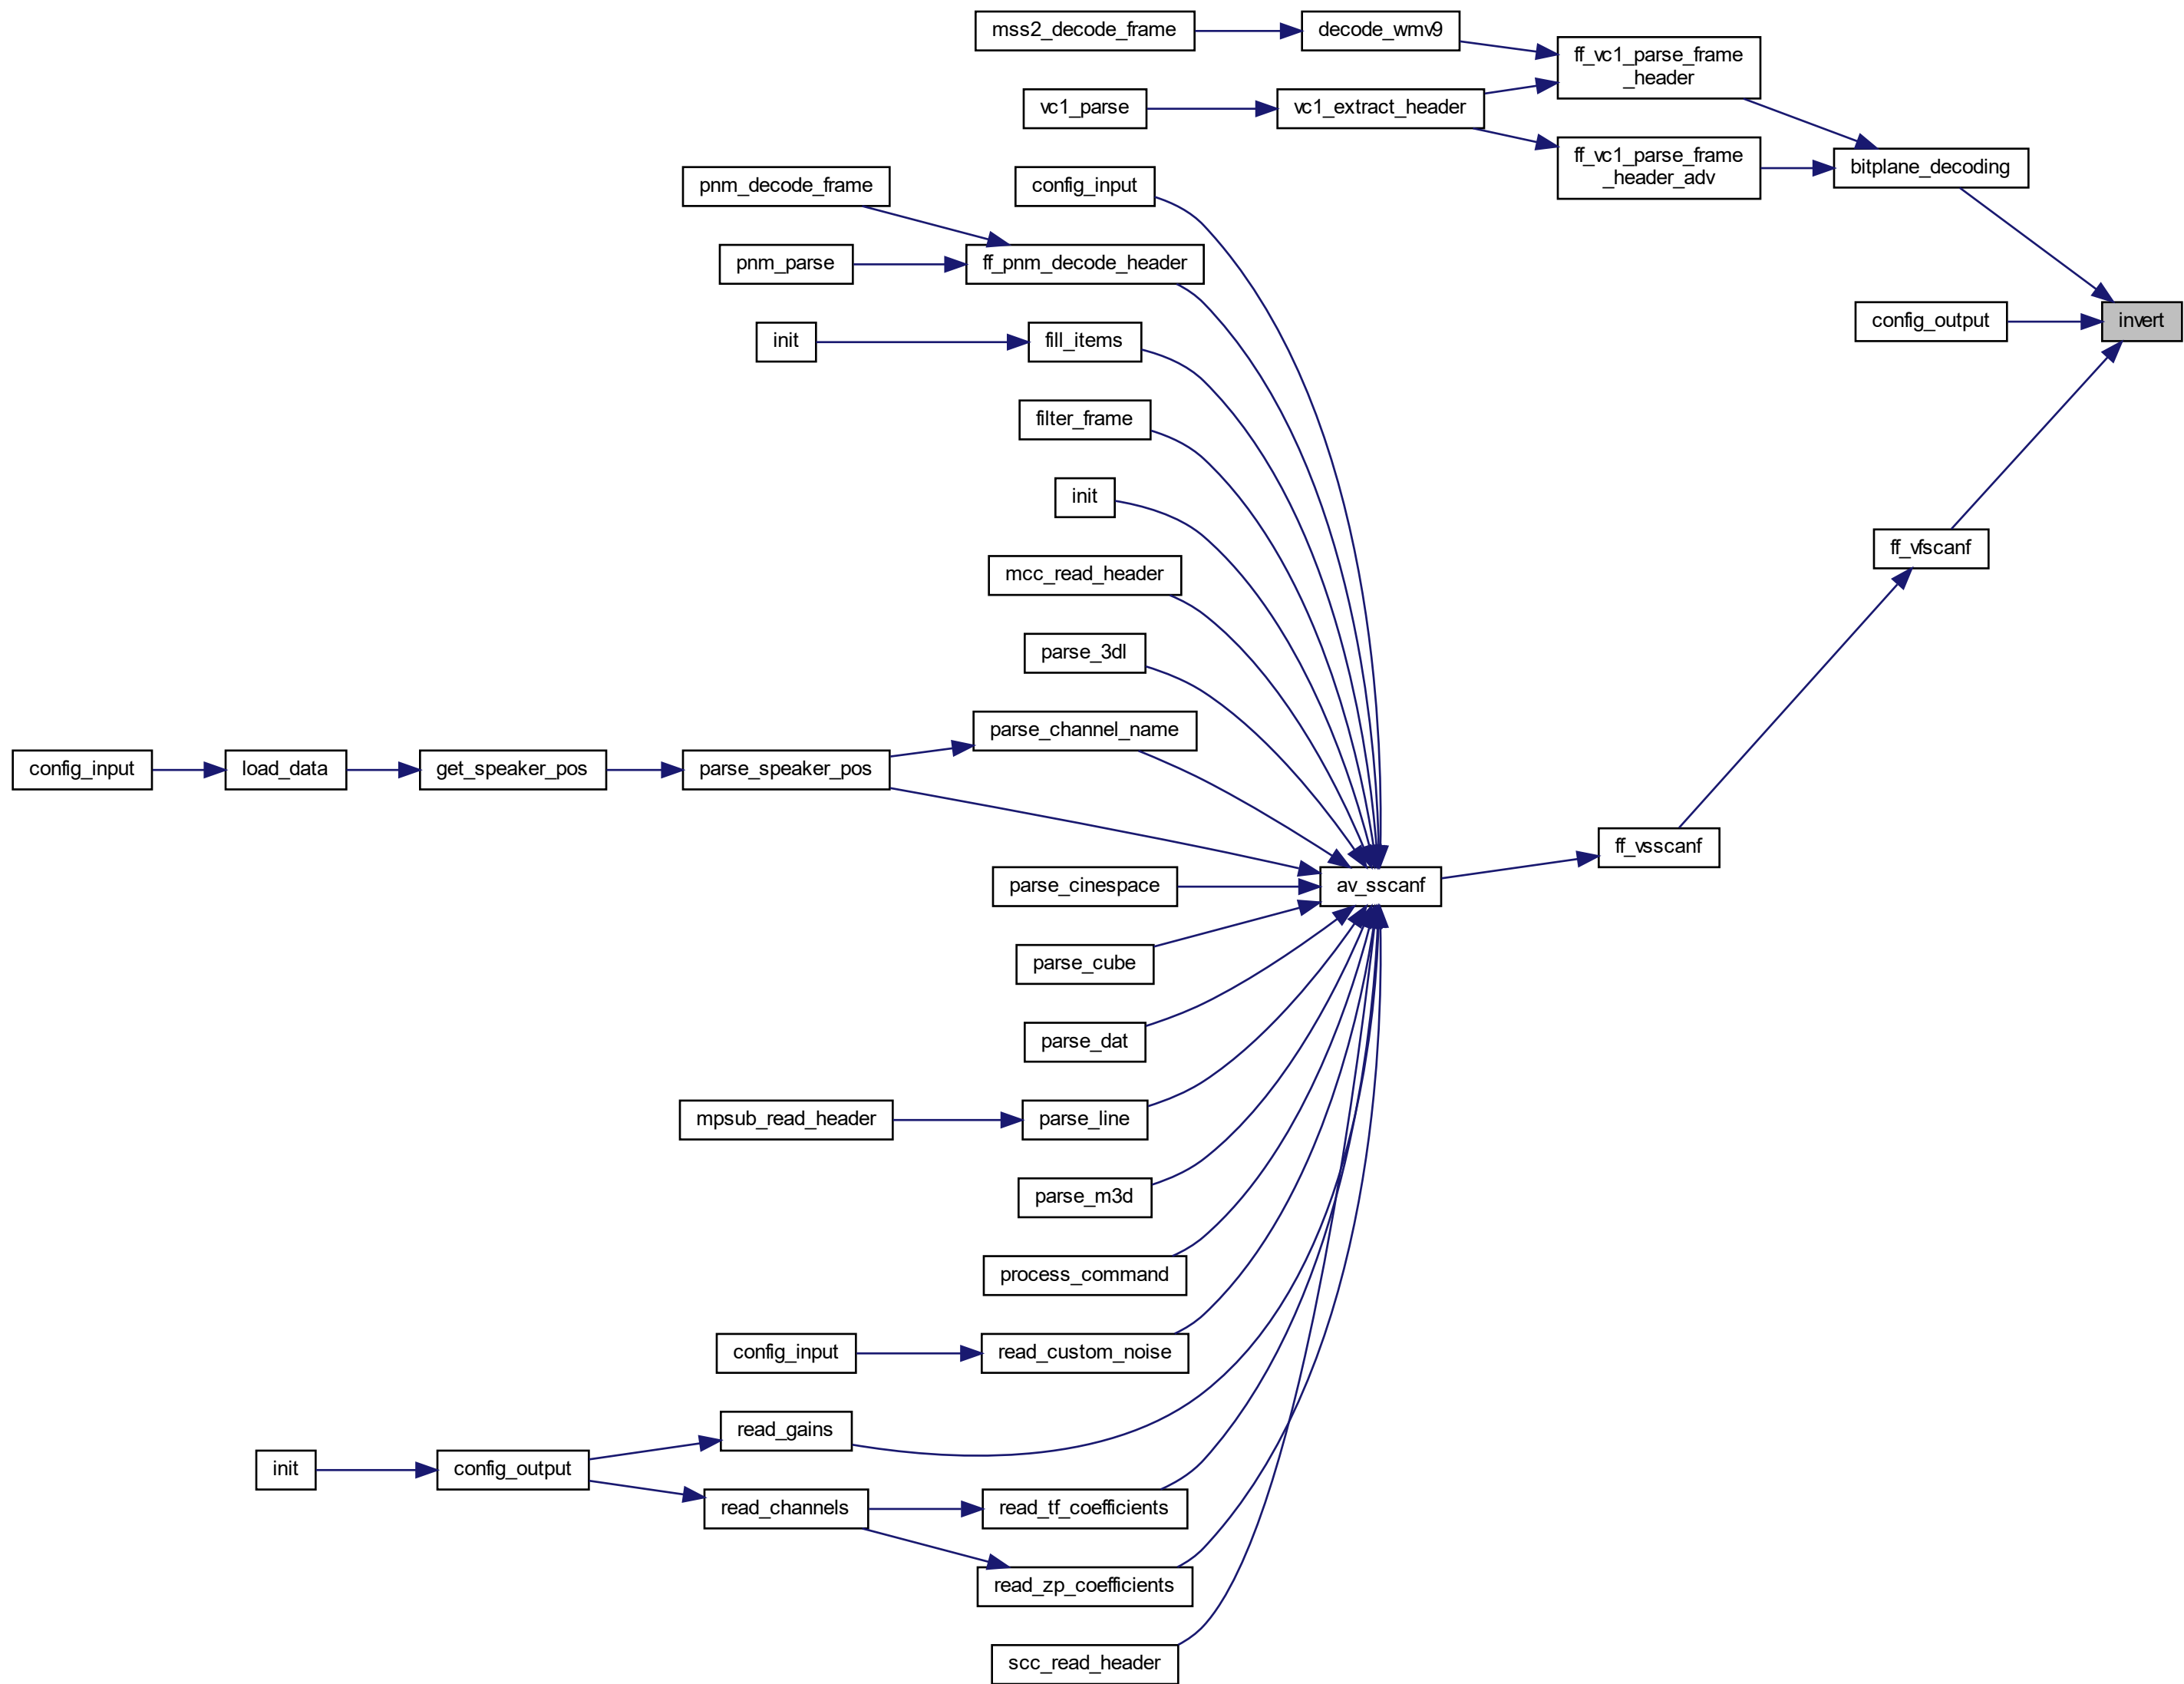 mss2_decode_frame
decode_wmv9
ff_vc1_parse_frame
_header
vc1_parse
vc1_extract_header
ff_vc1_parse_frame
_header_adv
bitplane_decoding
pnm_decode_frame
config_input
pnm_parse
ff_pnm_decode_header
config_output
invert
init
fill_items
filter_frame
init
ff_vfscanf
mcc_read_header
parse_3dl
parse_channel_name
config_input
load_data
get_speaker_pos
parse_speaker_pos
ff_vsscanf
parse_cinespace
av_sscanf
parse_cube
parse_dat
mpsub_read_header
parse_line
parse_m3d
process_command
config_input
read_custom_noise
read_gains
init
config_output
read_channels
read_tf_coefficients
read_zp_coefficients
scc_read_header